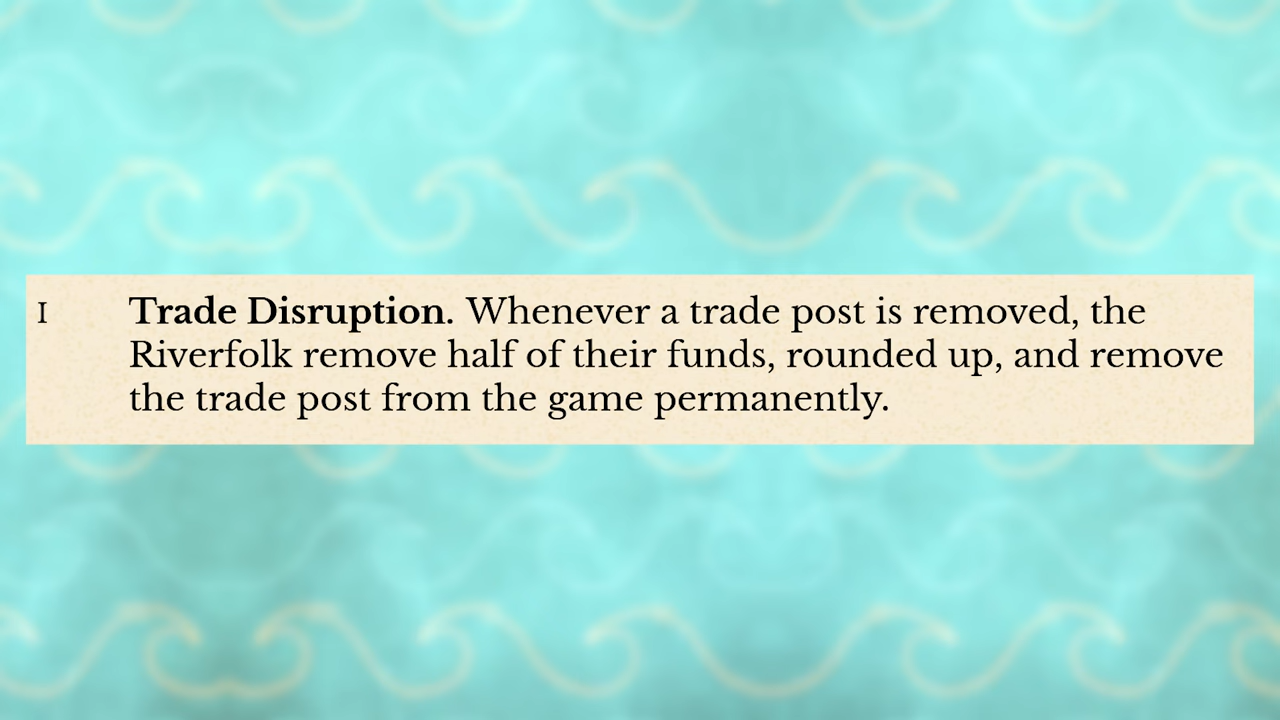 I Trade Disruption. Whenever a trade post is removed, the
Riverfolk remove half of their funds, rounded up, and remove
the trade post from the game permanently.